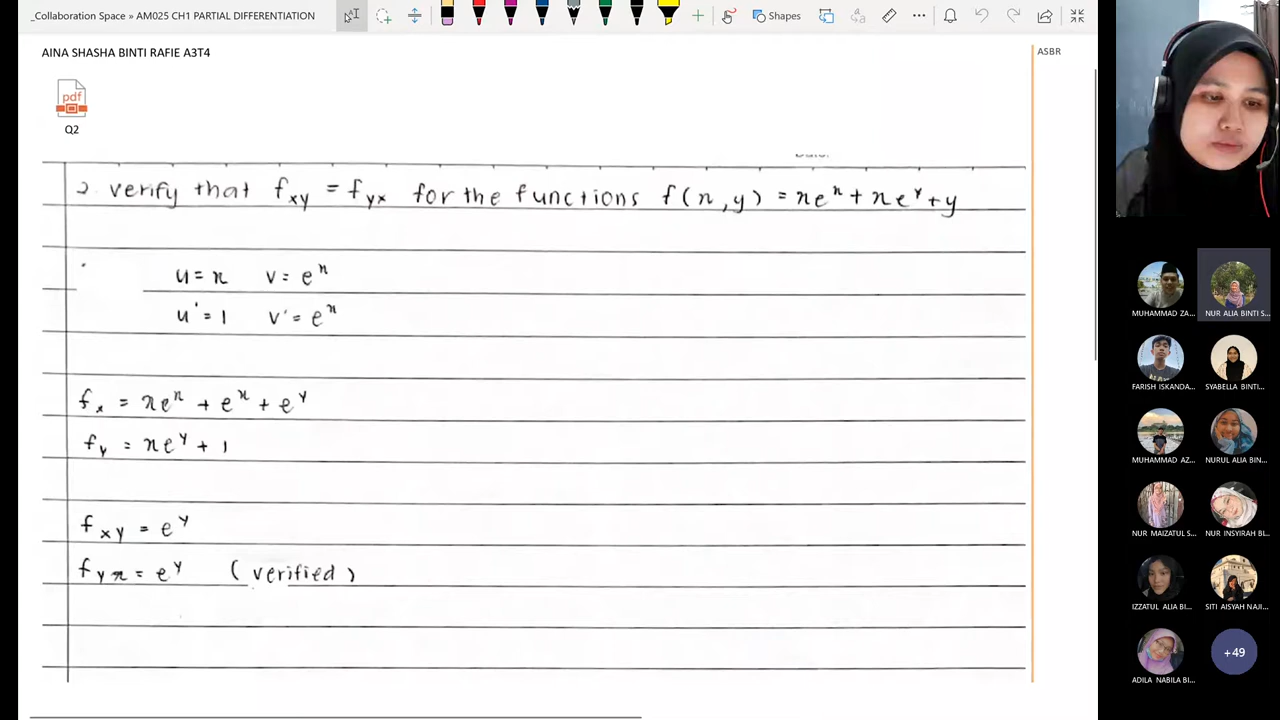 _Collaboration Space » AM025 CH1 PARTIAL DIFFERENTIATION
Shapes
AINA SHASHA BINTI RAFIE A3T4
ASBR
pdf
Q2
2. verify that fxy = fyx for the functions f(x,y) = xe^x + xe^y + y
u = x v = e^x
u' = 1 v' = e^x
fx = xe^x + e^x + e^y
fy = xe^y + 1
fxy = e^y
fyx = e^y (verified)
MUHAMMAD ZA...
NUR ALIA BINTI S...
FARISH ISKANDA...
SYABELLA BINTI...
MUHAMMAD AZ...
NURUL ALIA BIN...
NUR MAIZATUL S...
NUR INSYIRAH BI...
IZZATUL ALIA BI...
SITI AISYAH NAJI...
ADILA NABILA BI...
+49